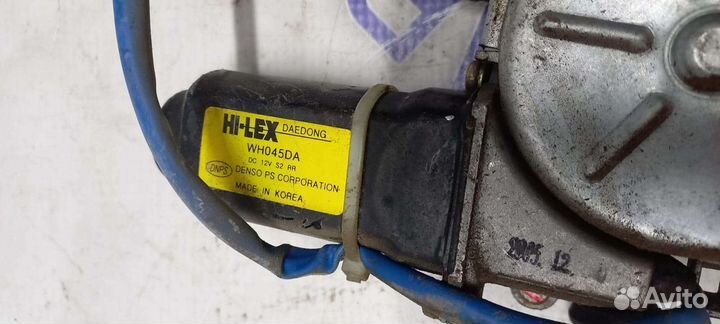 HI-LEX DAEDONG
WH045DA
DC 12V S2 RR
DNPS DENSO PS CORPORATION
MADE IN KOREA
2005. 12
Avito